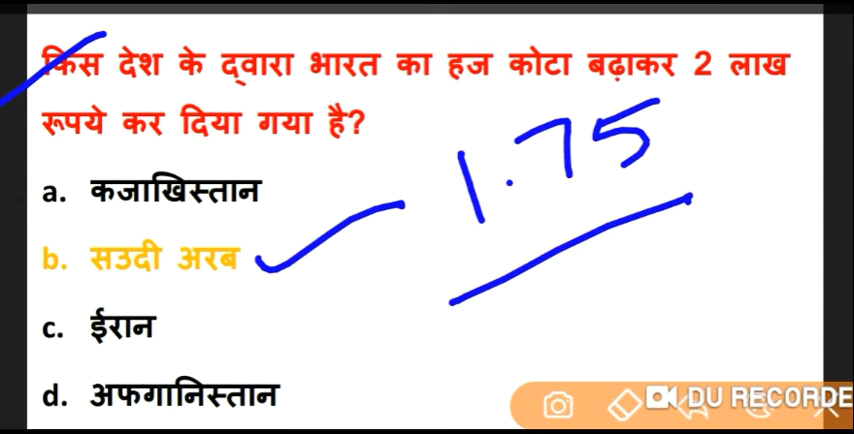 किस देश के द्वारा भारत का हज कोटा बढ़ाकर 2 लाख
रूपये कर दिया गया है?
1.75
a. कजाखिस्तान
b. सउदी अरब
c. ईरान
d. अफगानिस्तान
DU RECORDE